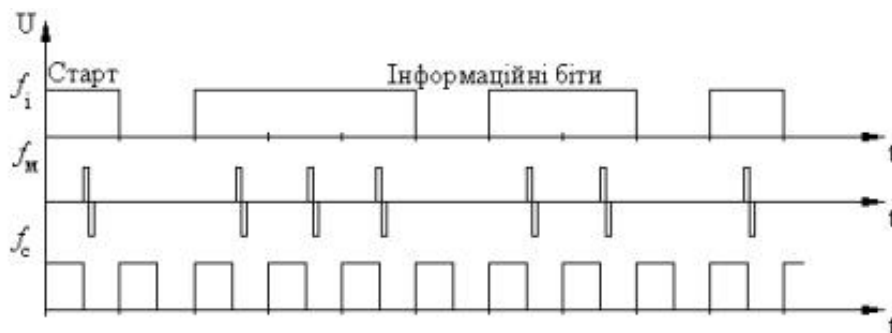 U
Старт
Інформаційні біти
fі
t
fм
t
fс
t